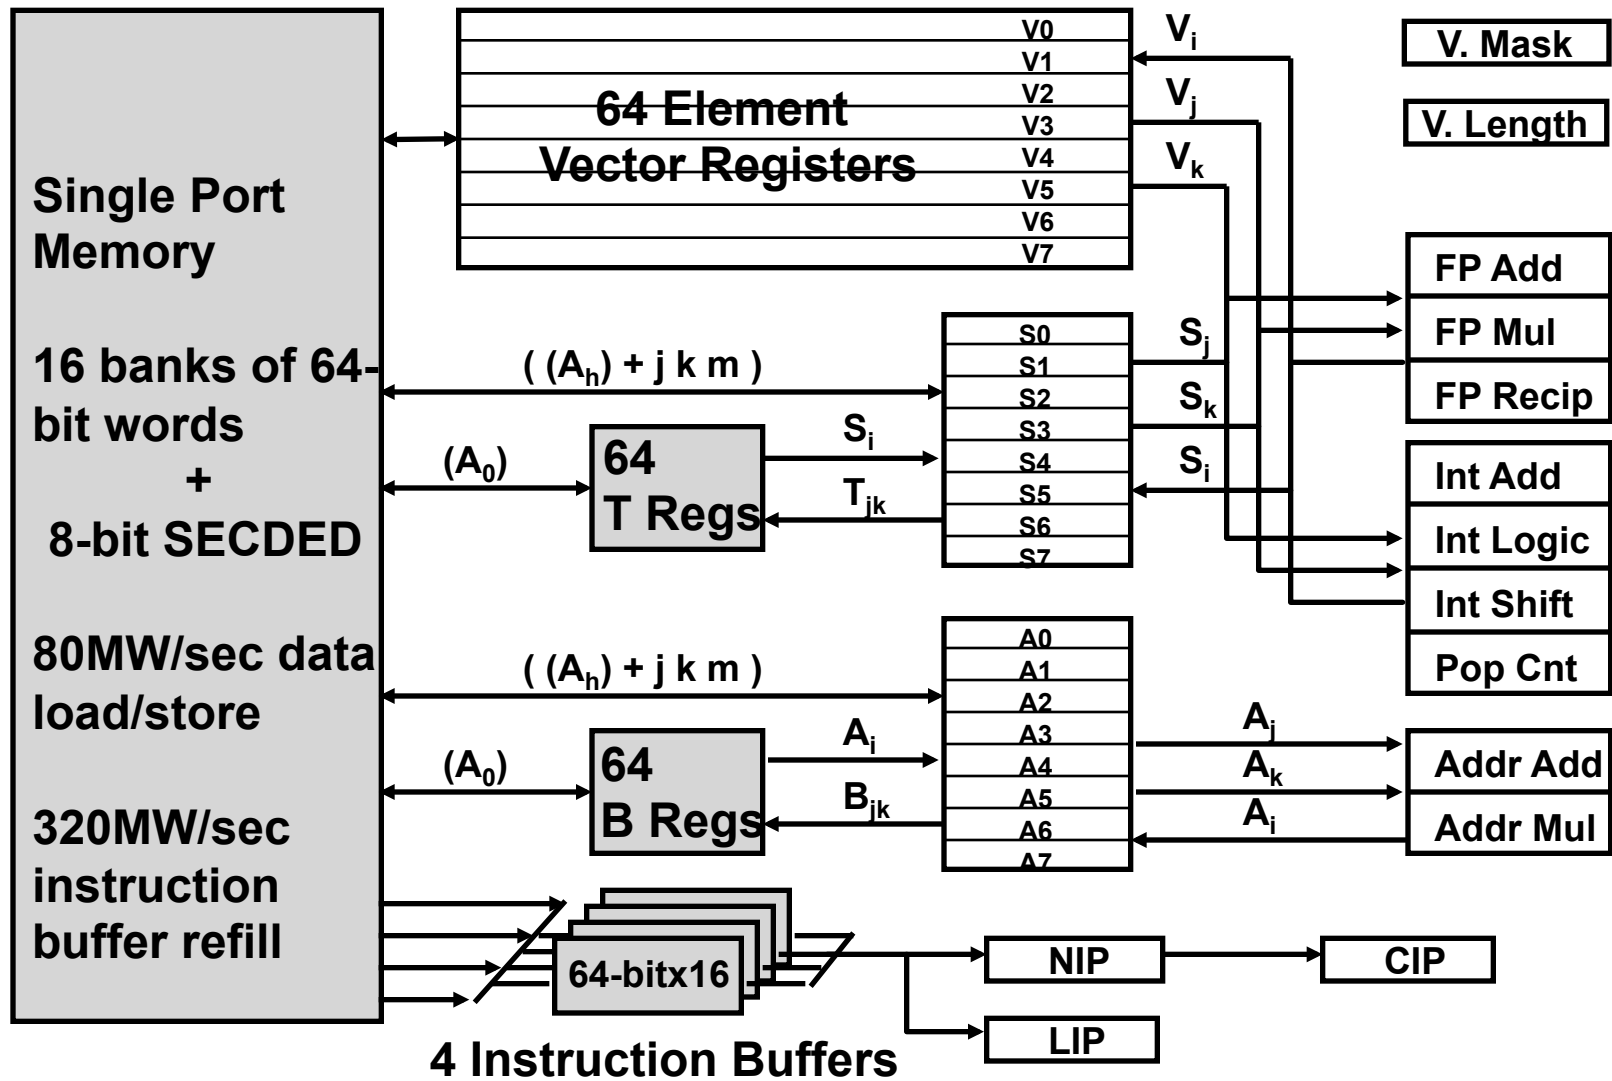 Single Port
Memory
16 banks of 64-
bit words
+
8-bit SECDED
80MW/sec data
load/store
320MW/sec
instruction
buffer refill
V0
V1
V2
V3
V4
V5
V6
V7
64 Element
Vector Registers
Vi
Vj
Vk
V. Mask
V. Length
FP Add
FP Mul
FP Recip
( (Ah) + j k m )
(A0)
64
T Regs
Si
Tjk
S0
S1
S2
S3
S4
S5
S6
S7
Sj
Sk
Si
Int Add
Int Logic
Int Shift
Pop Cnt
( (Ah) + j k m )
(A0)
64
B Regs
Ai
Bjk
A0
A1
A2
A3
A4
A5
A6
A7
Aj
Ak
Ai
Addr Add
Addr Mul
64-bitx16
4 Instruction Buffers
NIP
CIP
LIP